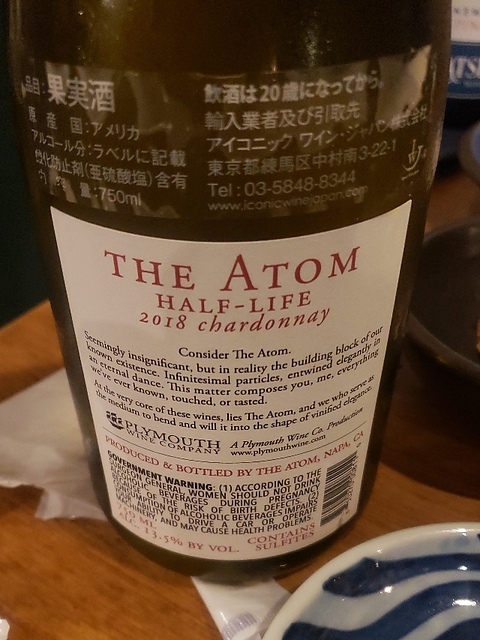 品目:果実酒
原産国:アメリカ
アルコール分:ラベルに記載
酸化防止剤(亜硫酸塩)含有
内容量:750ml
飲酒は20歳になってから。
輸入業者及び引取先
アイコニック ワイン・ジャパン株式会社
東京都練馬区中村南3-22-1
Tel : 03-5848-8344
www.iconicwinejapan.com
THE ATOM
HALF-LIFE
2018 chardonnay
Consider The Atom.
Seemingly insignificant, but in reality the building block of our
known existence. Infinitesimal particles, entwined elegantly in
an eternal dance. This matter composes you, me, everything
we've ever known, touched, or tasted.
At the very core of these wines, lies The Atom, and we who serve as
the medium to bend and will it into the shape of vinified elegance.
PLYMOUTH
WINE COMPANY
A Plymouth Wine Co. Production
www.plymouthwine.com
PRODUCED & BOTTLED BY THE ATOM, NAPA, CA
GOVERNMENT WARNING: (1) ACCORDING TO THE
SURGEON GENERAL, WOMEN SHOULD NOT DRINK
ALCOHOLIC BEVERAGES DURING PREGNANCY
BECAUSE OF THE RISK OF BIRTH DEFECTS. (2)
CONSUMPTION OF ALCOHOLIC BEVERAGES IMPAIRS
YOUR ABILITY TO DRIVE A CAR OR OPERATE
MACHINERY, AND MAY CAUSE HEALTH PROBLEMS.
750 ML
ALC. 13.5% BY VOL.
CONTAINS
SULFITES